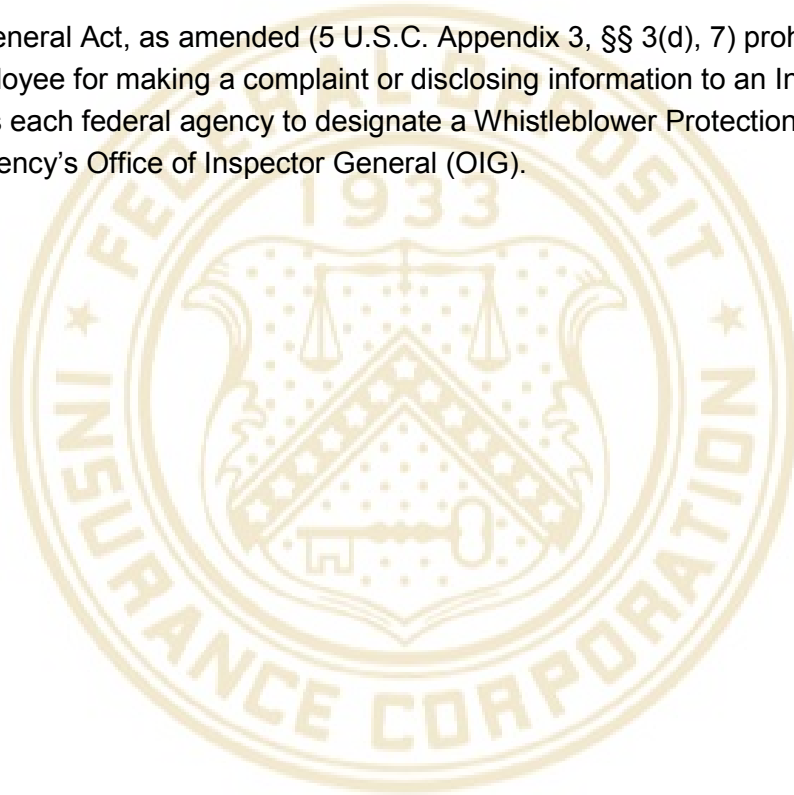 eneral Act, as amended (5 U.S.C. Appendix 3, §§ 3(d), 7) proh
loyee for making a complaint or disclosing information to an In
s each federal agency to designate a Whistleblower Protection
ency’s Office of Inspector General (OIG).
FEDERAL DEPOSIT
INSURANCE CORPORATION
1933